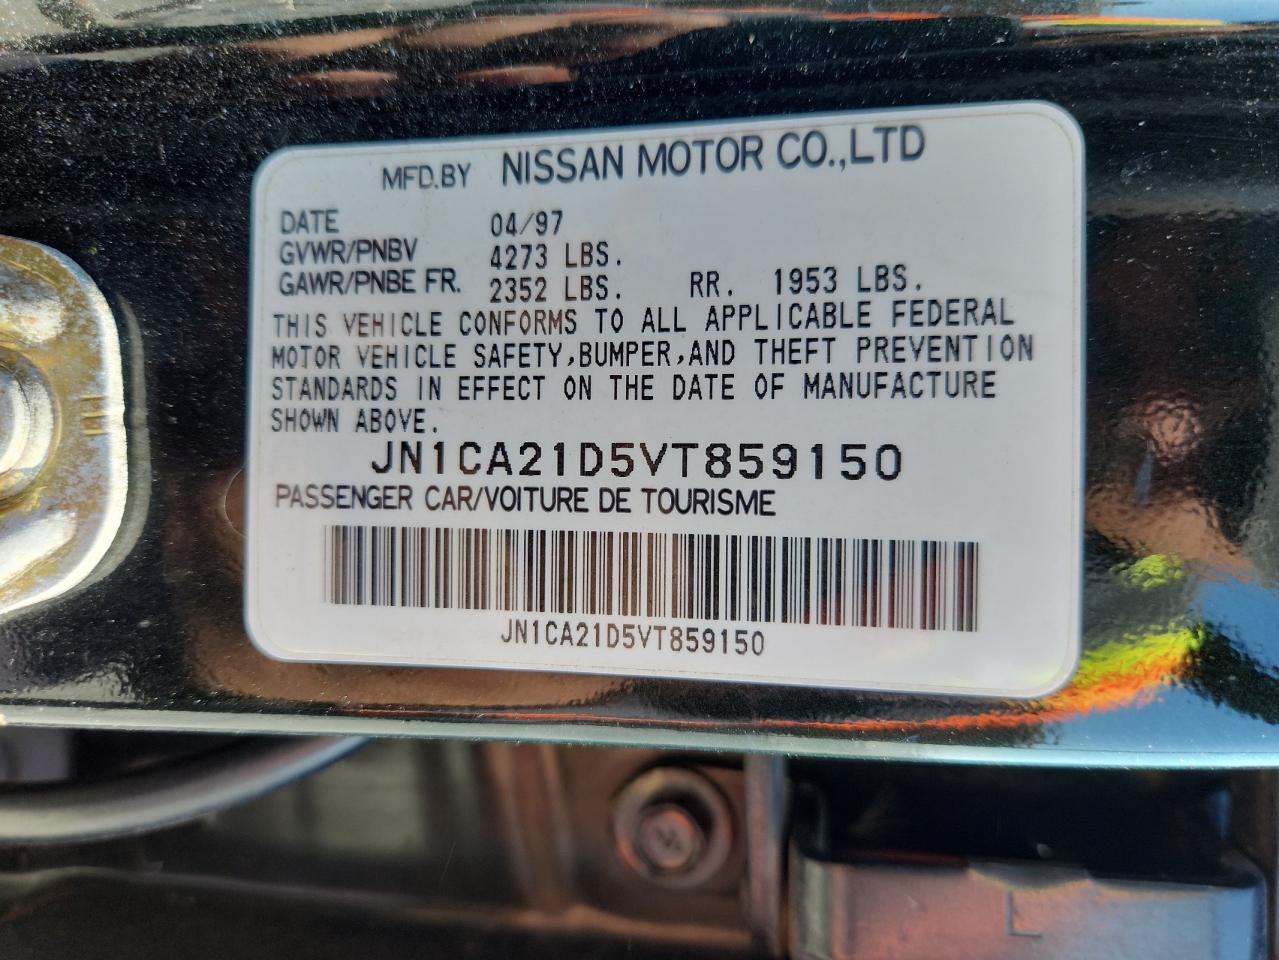 MFD.BY NISSAN MOTOR CO.,LTD
DATE 04/97
GVWR/PNBV 4273 LBS.
GAWR/PNBE FR. 2352 LBS. RR. 1953 LBS.
THIS VEHICLE CONFORMS TO ALL APPLICABLE FEDERAL
MOTOR VEHICLE SAFETY,BUMPER,AND THEFT PREVENTION
STANDARDS IN EFFECT ON THE DATE OF MANUFACTURE
SHOWN ABOVE.
JN1CA21D5VT859150
PASSENGER CAR/VOITURE DE TOURISME
JN1CA21D5VT859150
L